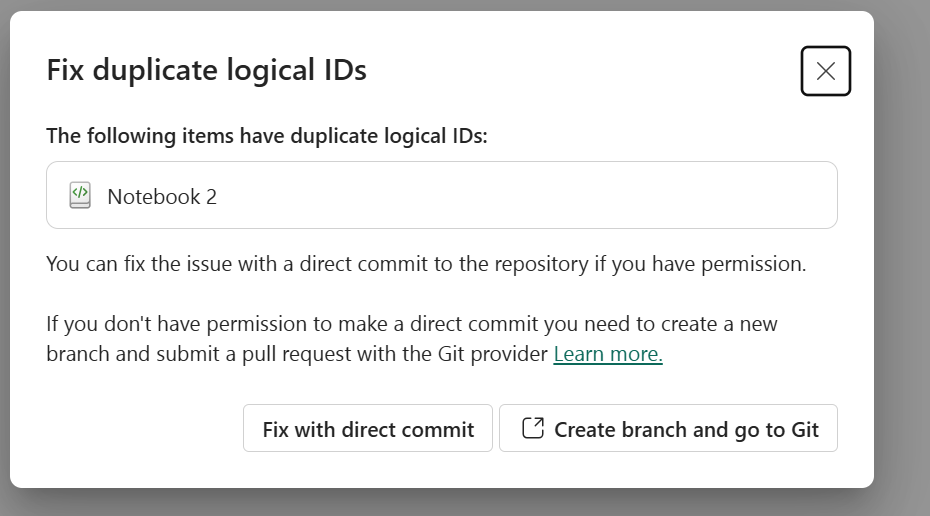 Fix duplicate logical IDs
The following items have duplicate logical IDs:
Notebook 2
You can fix the issue with a direct commit to the repository if you have permission.
If you don't have permission to make a direct commit you need to create a new
branch and submit a pull request with the Git provider Learn more.
Fix with direct commit
Create branch and go to Git